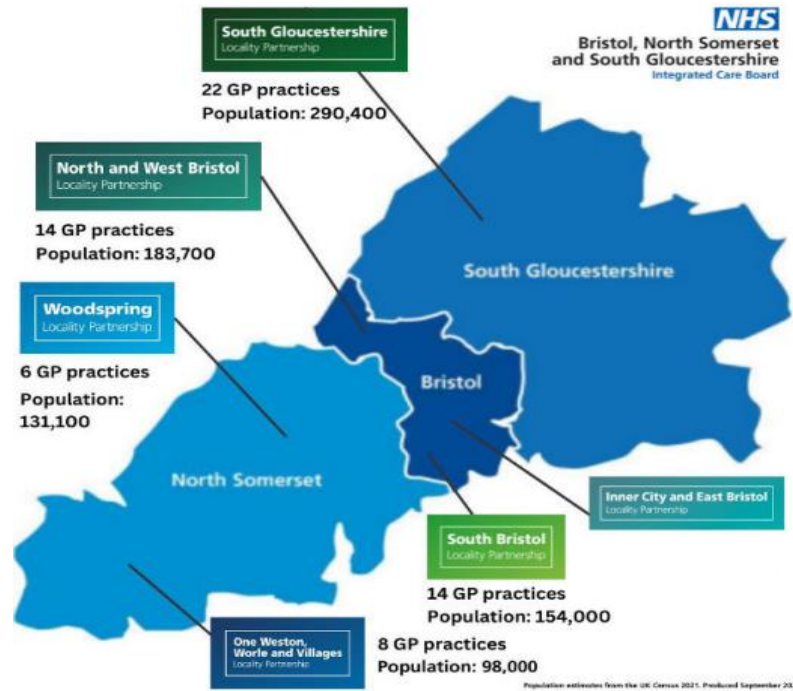 NHS
Bristol, North Somerset
and South Gloucestershire
Integrated Care Board
South Gloucestershire
Locality Partnership
22 GP practices
Population: 290,400
North and West Bristol
Locality Partnership
14 GP practices
Population: 183,700
Woodspring
Locality Partnership
6 GP practices
Population:
131,100
South Gloucestershire
Bristol
North Somerset
Inner City and East Bristol
Locality Partnership
South Bristol
Locality Partnership
14 GP practices
Population: 154,000
One Weston,
Worle and Villages
Locality Partnership
8 GP practices
Population: 98,000
Population estimates from the UK Census 2021. Produced September 20